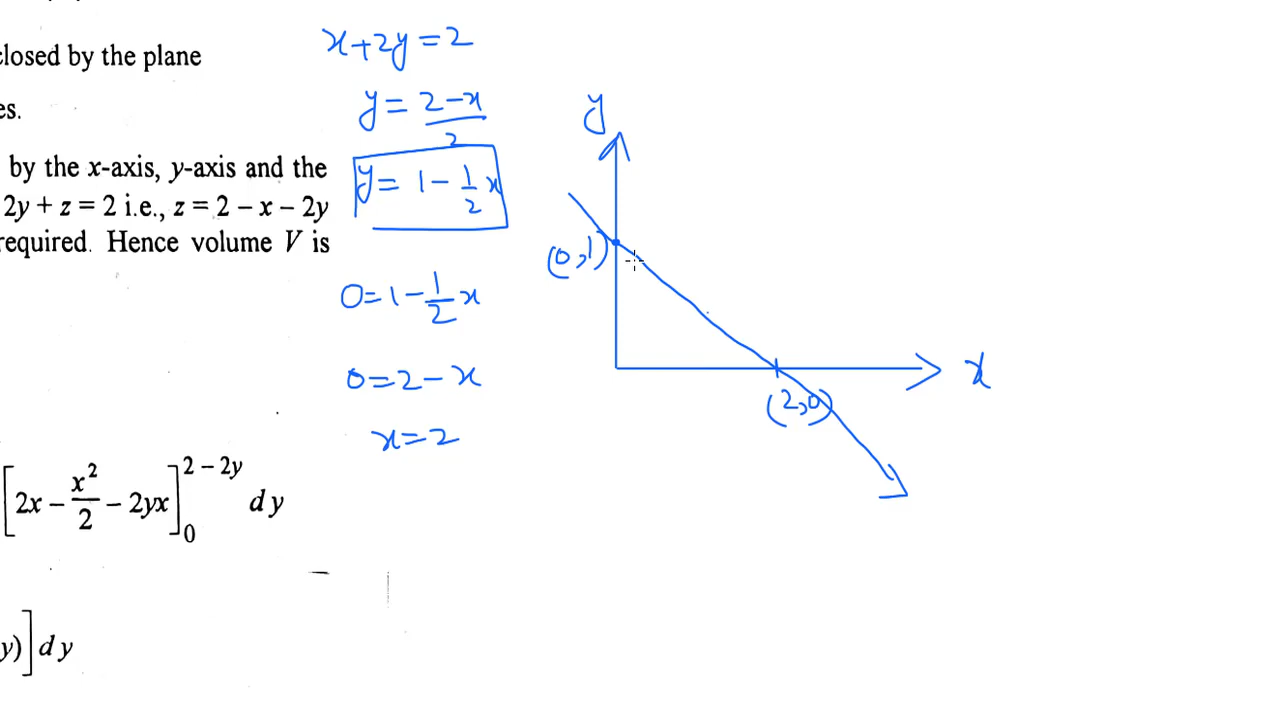 closed by the plane
es.
by the x-axis, y-axis and the
2y + z = 2 i.e., z = 2 − x − 2y
required. Hence volume V is
[2x − x²/2 − 2yx]₀^{2 − 2y} dy
y)] dy
x+2y=2
y = (2−x)/2
y = 1 − 1/2 x
0=1−1/2 x
0=2−x
x=2
y
(0,1)
x
(2,0)